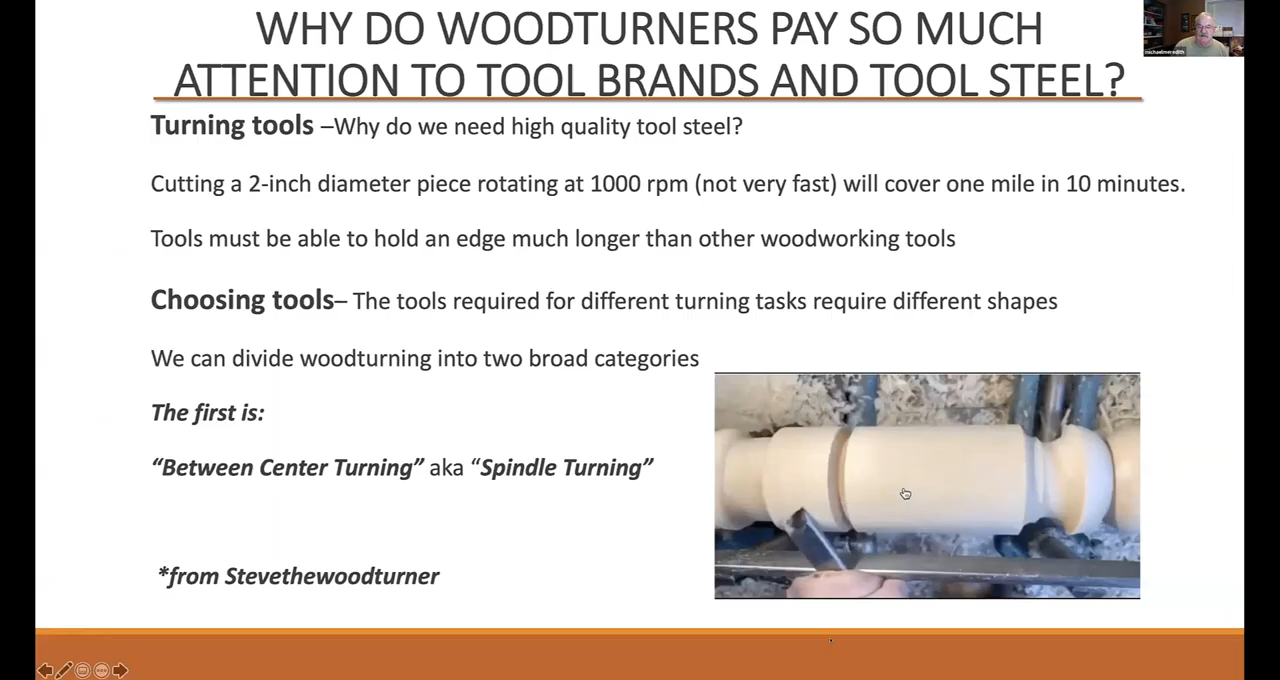 WHY DO WOODTURNERS PAY SO MUCH
ATTENTION TO TOOL BRANDS AND TOOL STEEL?
michaelmeredith
Turning tools –Why do we need high quality tool steel?
Cutting a 2-inch diameter piece rotating at 1000 rpm (not very fast) will cover one mile in 10 minutes.
Tools must be able to hold an edge much longer than other woodworking tools
Choosing tools– The tools required for different turning tasks require different shapes
We can divide woodturning into two broad categories
The first is:
“Between Center Turning” aka “Spindle Turning”
*from Stevethewoodturner